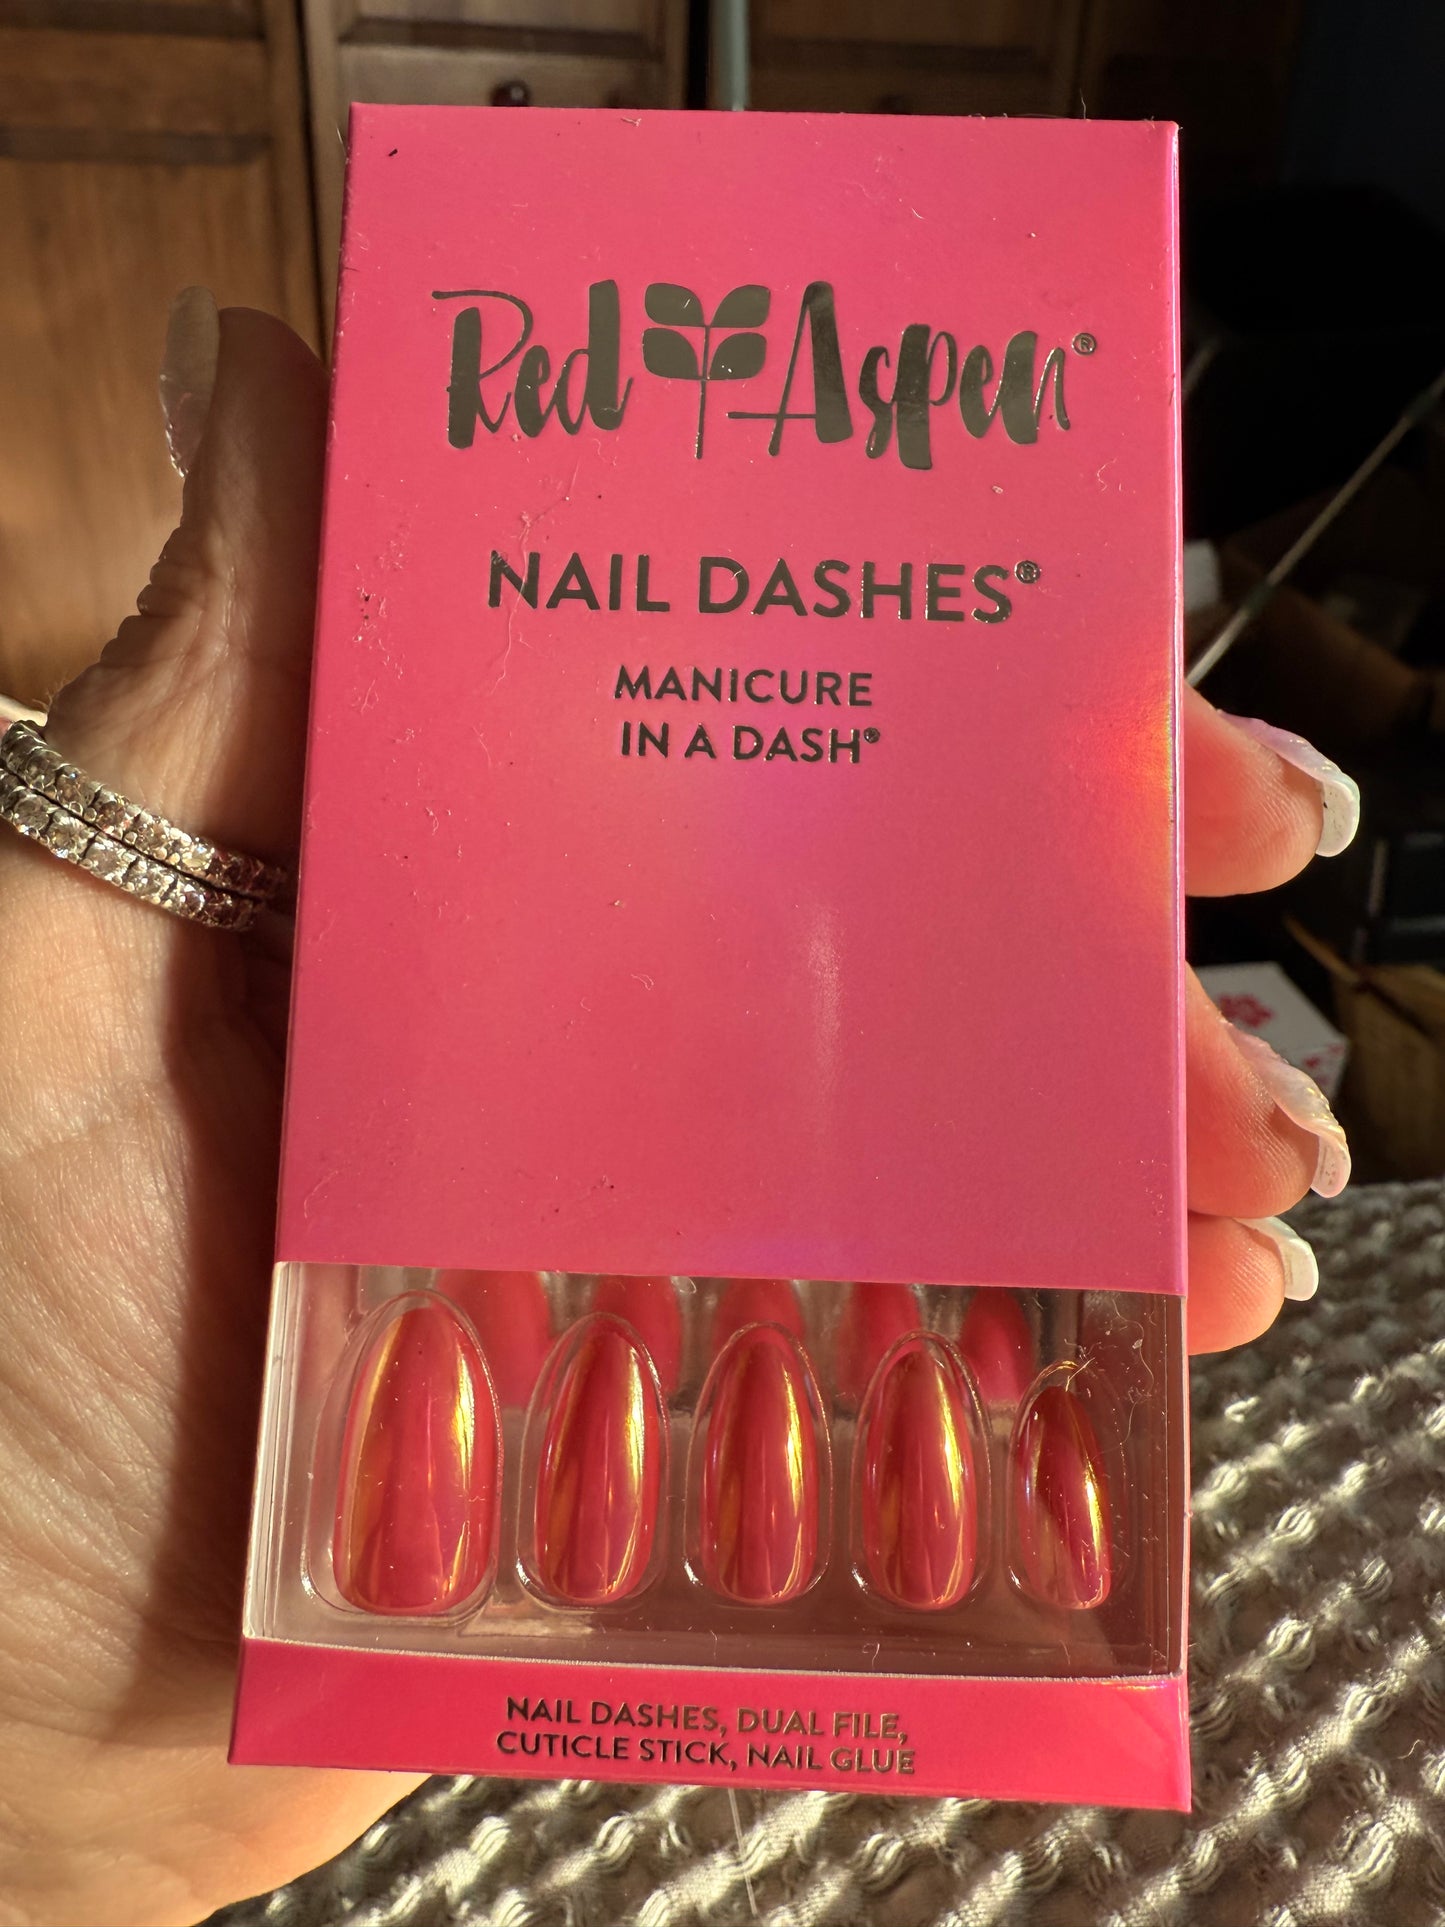 Red Aspen®
NAIL DASHES®
MANICURE
IN A DASH®
NAIL DASHES, DUAL FILE,
CUTICLE STICK, NAIL GLUE